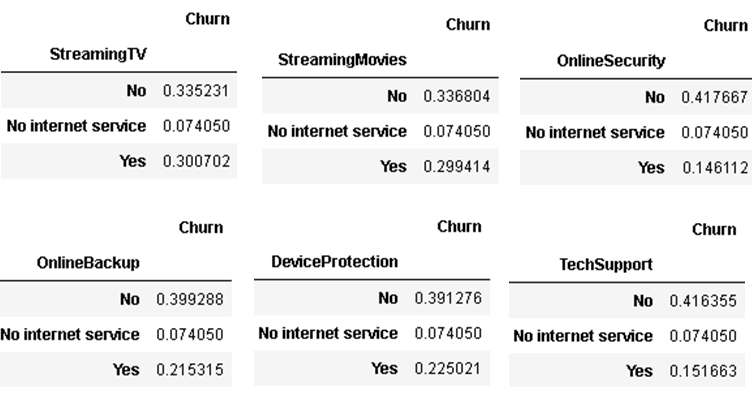 Churn
StreamingTV
No 0.335231
No internet service 0.074050
Yes 0.300702
Churn
StreamingMovies
No 0.336804
No internet service 0.074050
Yes 0.299414
Churn
OnlineSecurity
No 0.417667
No internet service 0.074050
Yes 0.146112
Churn
OnlineBackup
No 0.399288
No internet service 0.074050
Yes 0.215315
Churn
DeviceProtection
No 0.391276
No internet service 0.074050
Yes 0.225021
Churn
TechSupport
No 0.416355
No internet service 0.074050
Yes 0.151663